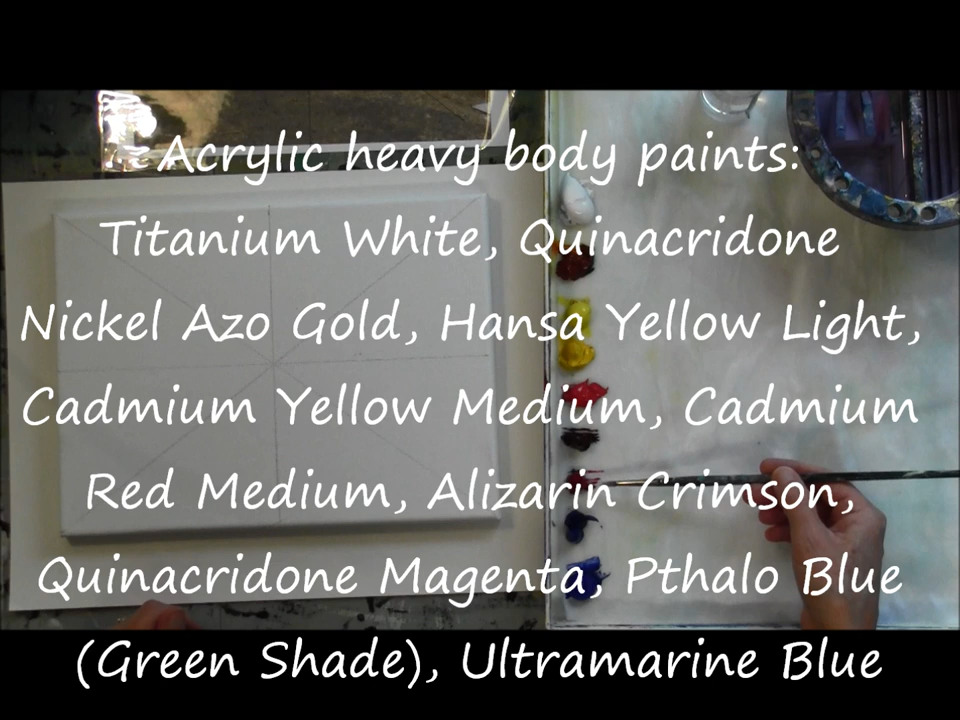 Acrylic heavy body paints:
Titanium White, Quinacridone
Nickel Azo Gold, Hansa Yellow Light,
Cadmium Yellow Medium, Cadmium
Red Medium, Alizarin Crimson,
Quinacridone Magenta, Pthalo Blue
(Green Shade), Ultramarine Blue